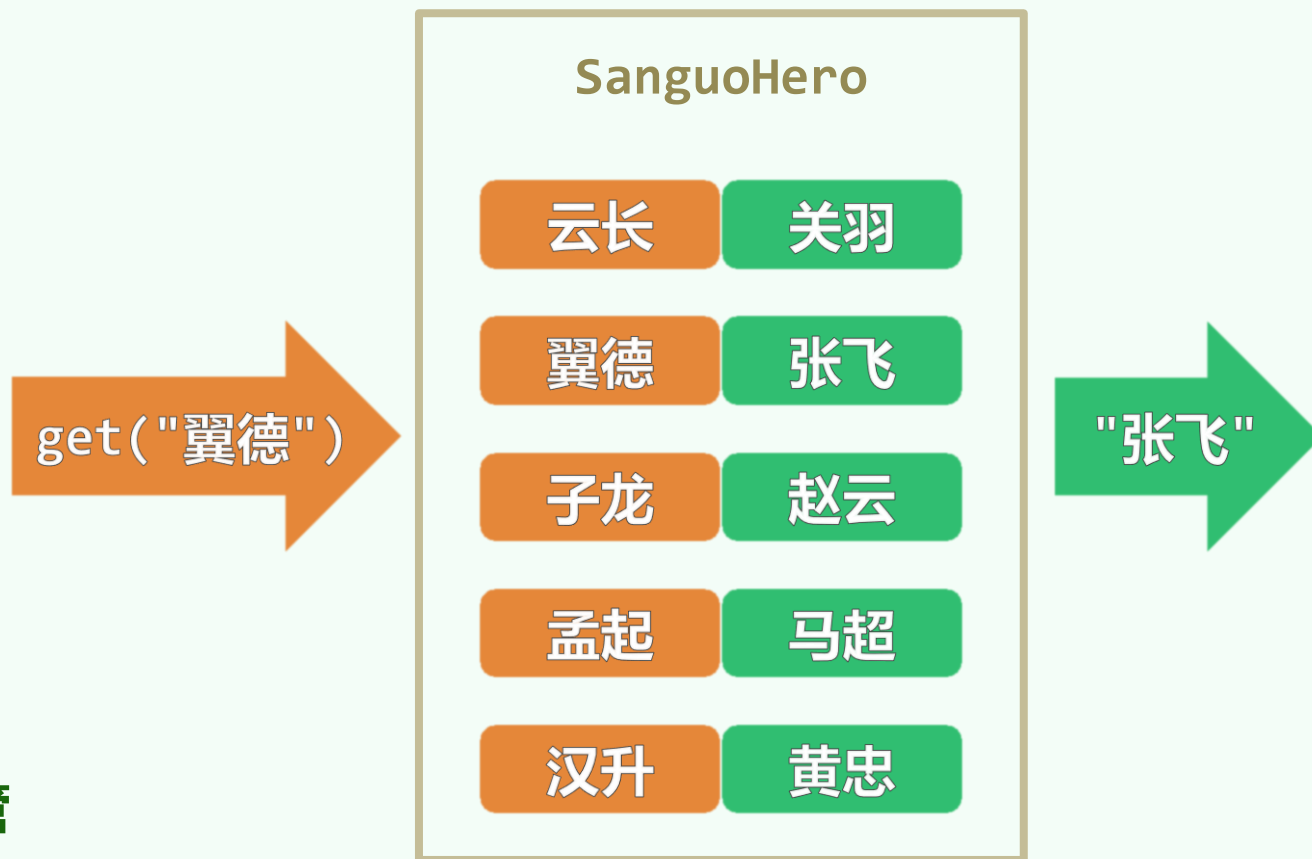 SanguoHero
云长 关羽
翼德 张飞
get("翼德")
"张飞"
子龙 赵云
孟起 马超
汉升 黄忠